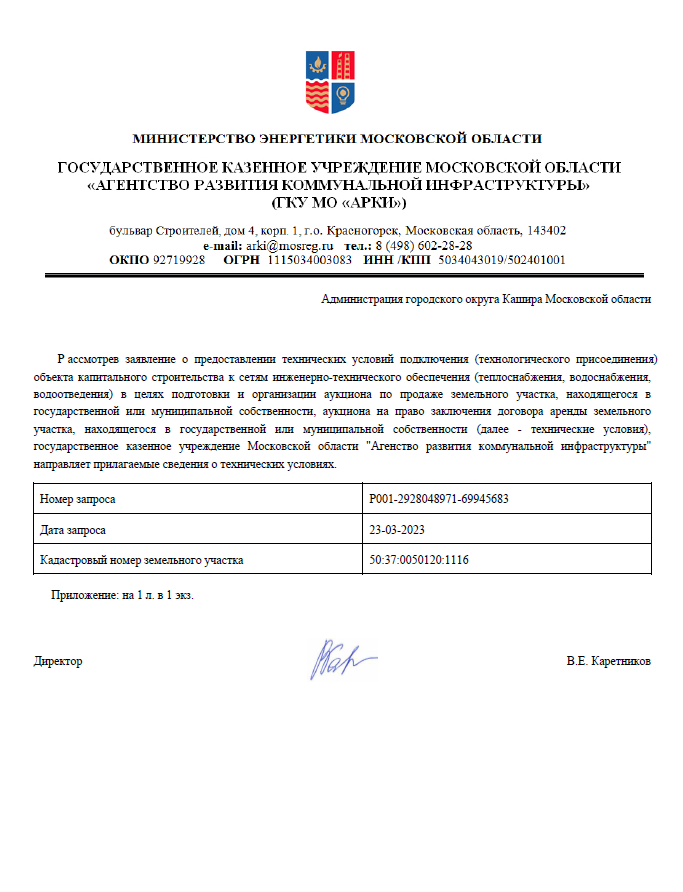 МИНИСТЕРСТВО ЭНЕРГЕТИКИ МОСКОВСКОЙ ОБЛАСТИ
ГОСУДАРСТВЕННОЕ КАЗЕННОЕ УЧРЕЖДЕНИЕ МОСКОВСКОЙ ОБЛАСТИ
«АГЕНТСТВО РАЗВИТИЯ КОММУНАЛЬНОЙ ИНФРАСТРУКТУРЫ»
(ГКУ МО «АРКИ»)
бульвар Строителей, дом 4, корп. 1, г.о. Красногорск, Московская область, 143402
e-mail: arki@mosreg.ru тел.: 8 (498) 602-28-28
ОКПО 92719928 ОГРН 1115034003083 ИНН /КПП 5034043019/502401001
Администрация городского округа Кашира Московской области
Р ассмотрев заявление о предоставлении технических условий подключения (технологического присоединения)
объекта капитального строительства к сетям инженерно-технического обеспечения (теплоснабжения, водоснабжения,
водоотведения) в целях подготовки и организации аукциона по продаже земельного участка, находящегося в
государственной или муниципальной собственности, аукциона на право заключения договора аренды земельного
участка, находящегося в государственной или муниципальной собственности (далее - технические условия),
государственное казенное учреждение Московской области "Агенство развития коммунальной инфраструктуры"
направляет прилагаемые сведения о технических условиях.
Номер запроса P001-2928048971-69945683
Дата запроса 23-03-2023
Кадастровый номер земельного участка 50:37:0050120:1116
Приложение: на 1 л. в 1 экз.
Директор В.Е. Каретников